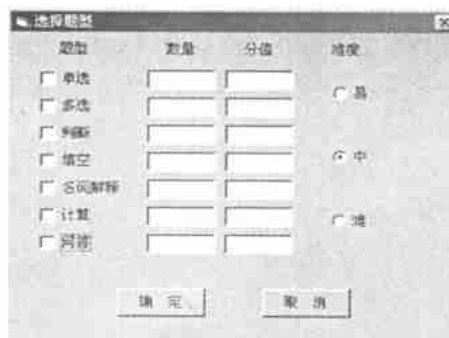 选择题型
题型 数量 分值 难度
单选
多选
判断
填空
名词解释
计算
问答
易
中
难
确 定
取 消